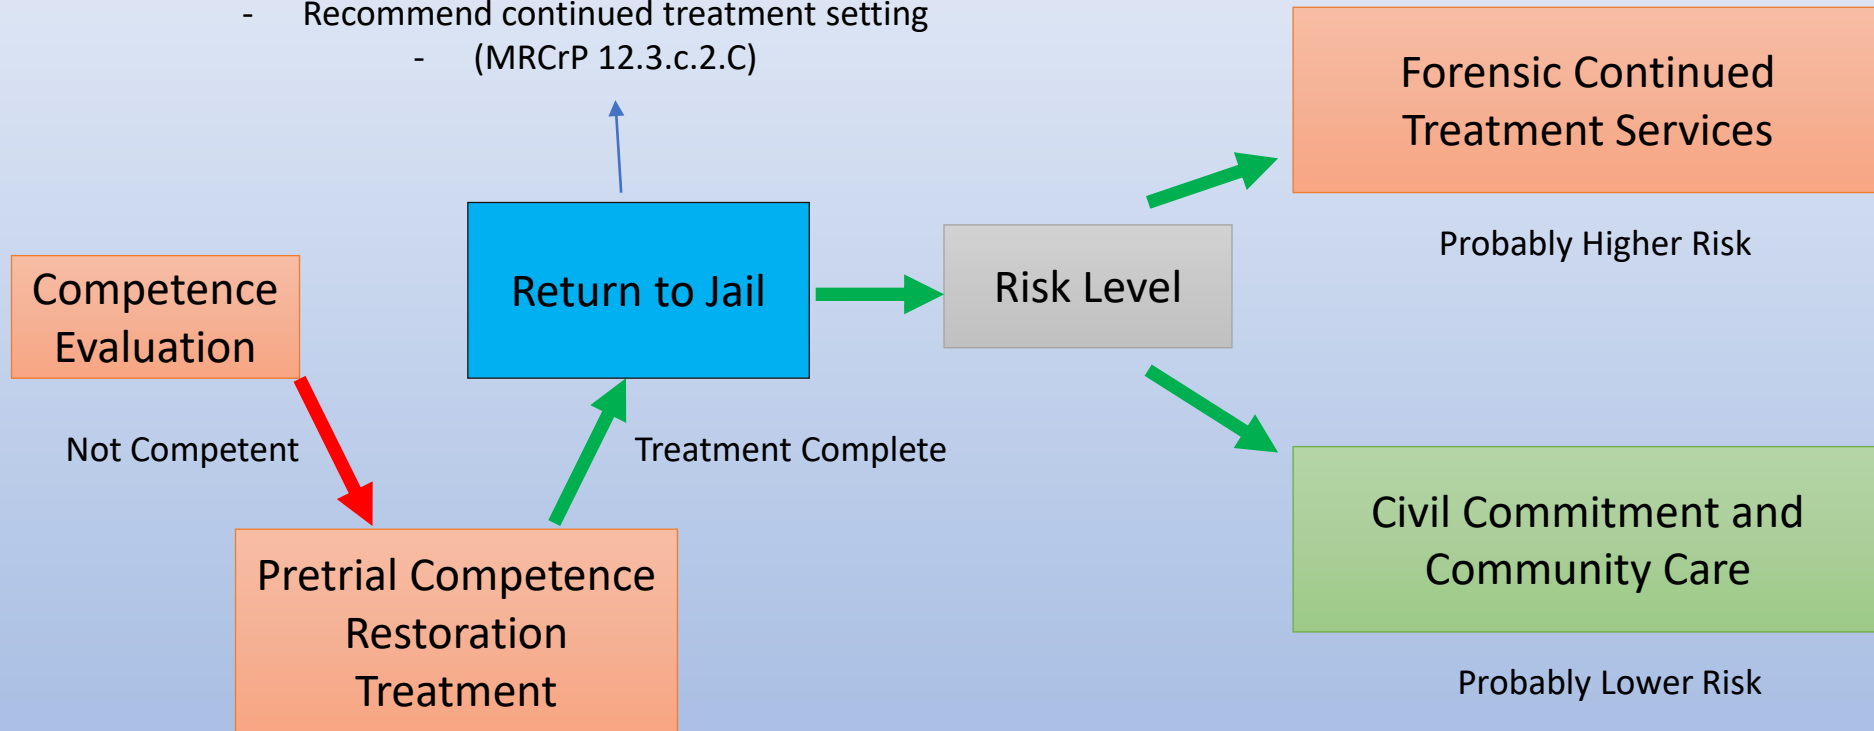 - Recommend continued treatment setting
- (MRCrP 12.3.c.2.C)
Forensic Continued
Treatment Services
Probably Higher Risk
Return to Jail
Risk Level
Competence
Evaluation
Not Competent
Treatment Complete
Pretrial Competence
Restoration
Treatment
Civil Commitment and
Community Care
Probably Lower Risk